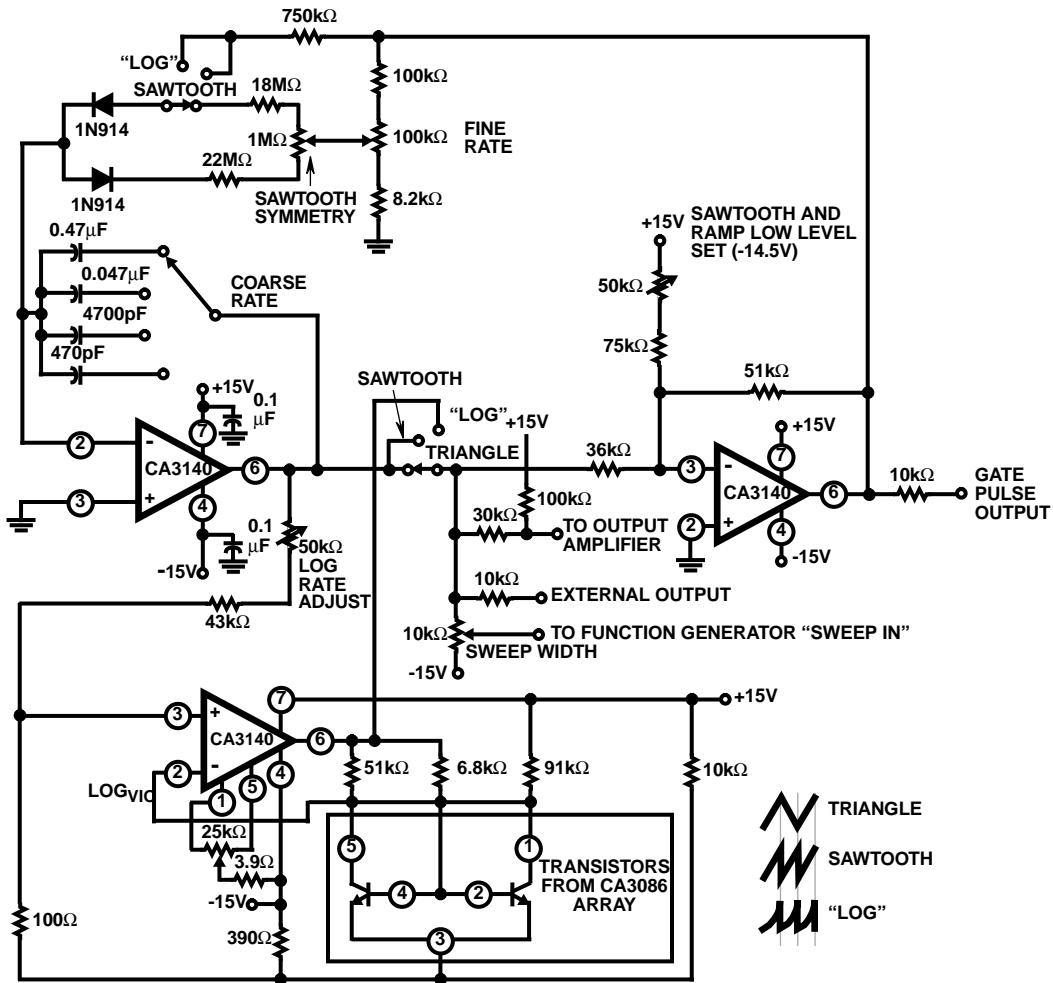 750kΩ
“LOG”
100kΩ
SAWTOOTH
18MΩ
1N914
1MΩ
100kΩ
FINE
RATE
22MΩ
1N914
SAWTOOTH
SYMMETRY
8.2kΩ
0.47μF
0.047μF
4700pF
470pF
COARSE
RATE
+15V
SAWTOOTH AND
RAMP LOW LEVEL
SET (-14.5V)
50kΩ
75kΩ
51kΩ
+15V
0.1
μF
7
2
-
CA3140
6
3
+
4
0.1
μF
-15V
SAWTOOTH
“LOG”
+15V
TRIANGLE
36kΩ
100kΩ
30kΩ
TO OUTPUT
AMPLIFIER
+15V
7
3
-
CA3140
6
2
+
4
-15V
10kΩ
GATE
PULSE
OUTPUT
50kΩ
LOG
RATE
ADJUST
43kΩ
10kΩ
EXTERNAL OUTPUT
10kΩ
TO FUNCTION GENERATOR “SWEEP IN”
SWEEP WIDTH
-15V
+15V
7
3
+
CA3140
6
2
-
4
5
1
LOGVIO
51kΩ
6.8kΩ
91kΩ
10kΩ
25kΩ
3.9Ω
-15V
100Ω
390Ω
5
1
4
2
3
TRANSISTORS
FROM CA3086
ARRAY
TRIANGLE
SAWTOOTH
“LOG”